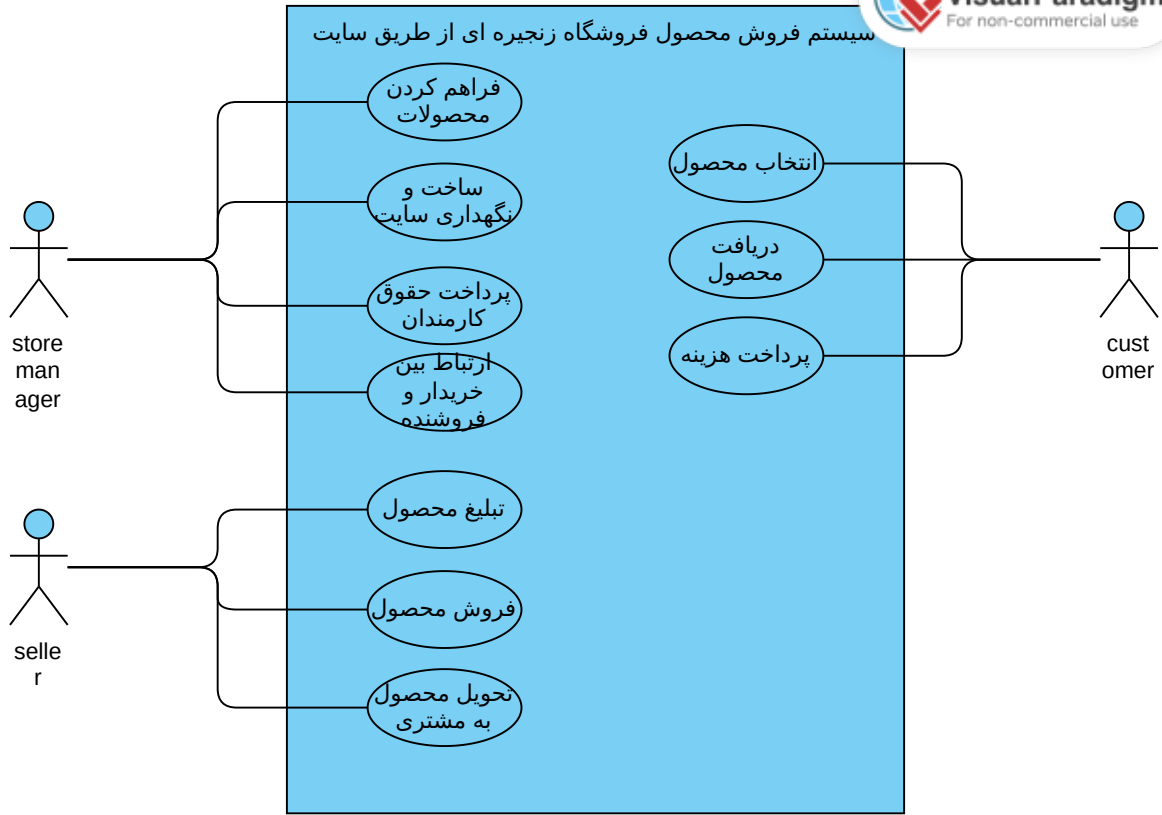 Visual Paradigm
For non-commercial use
سیستم فروش محصول فروشگاه زنجیره ای از طریق سایت
فراهم کردن
محصولات
ساخت و
نگهداری سایت
پرداخت حقوق
کارمندان
ارتباط بین
خریدار و
فروشنده
store
man
ager
انتخاب محصول
دریافت
محصول
پرداخت هزینه
cust
omer
تبلیغ محصول
فروش محصول
تحویل محصول
به مشتری
selle
r